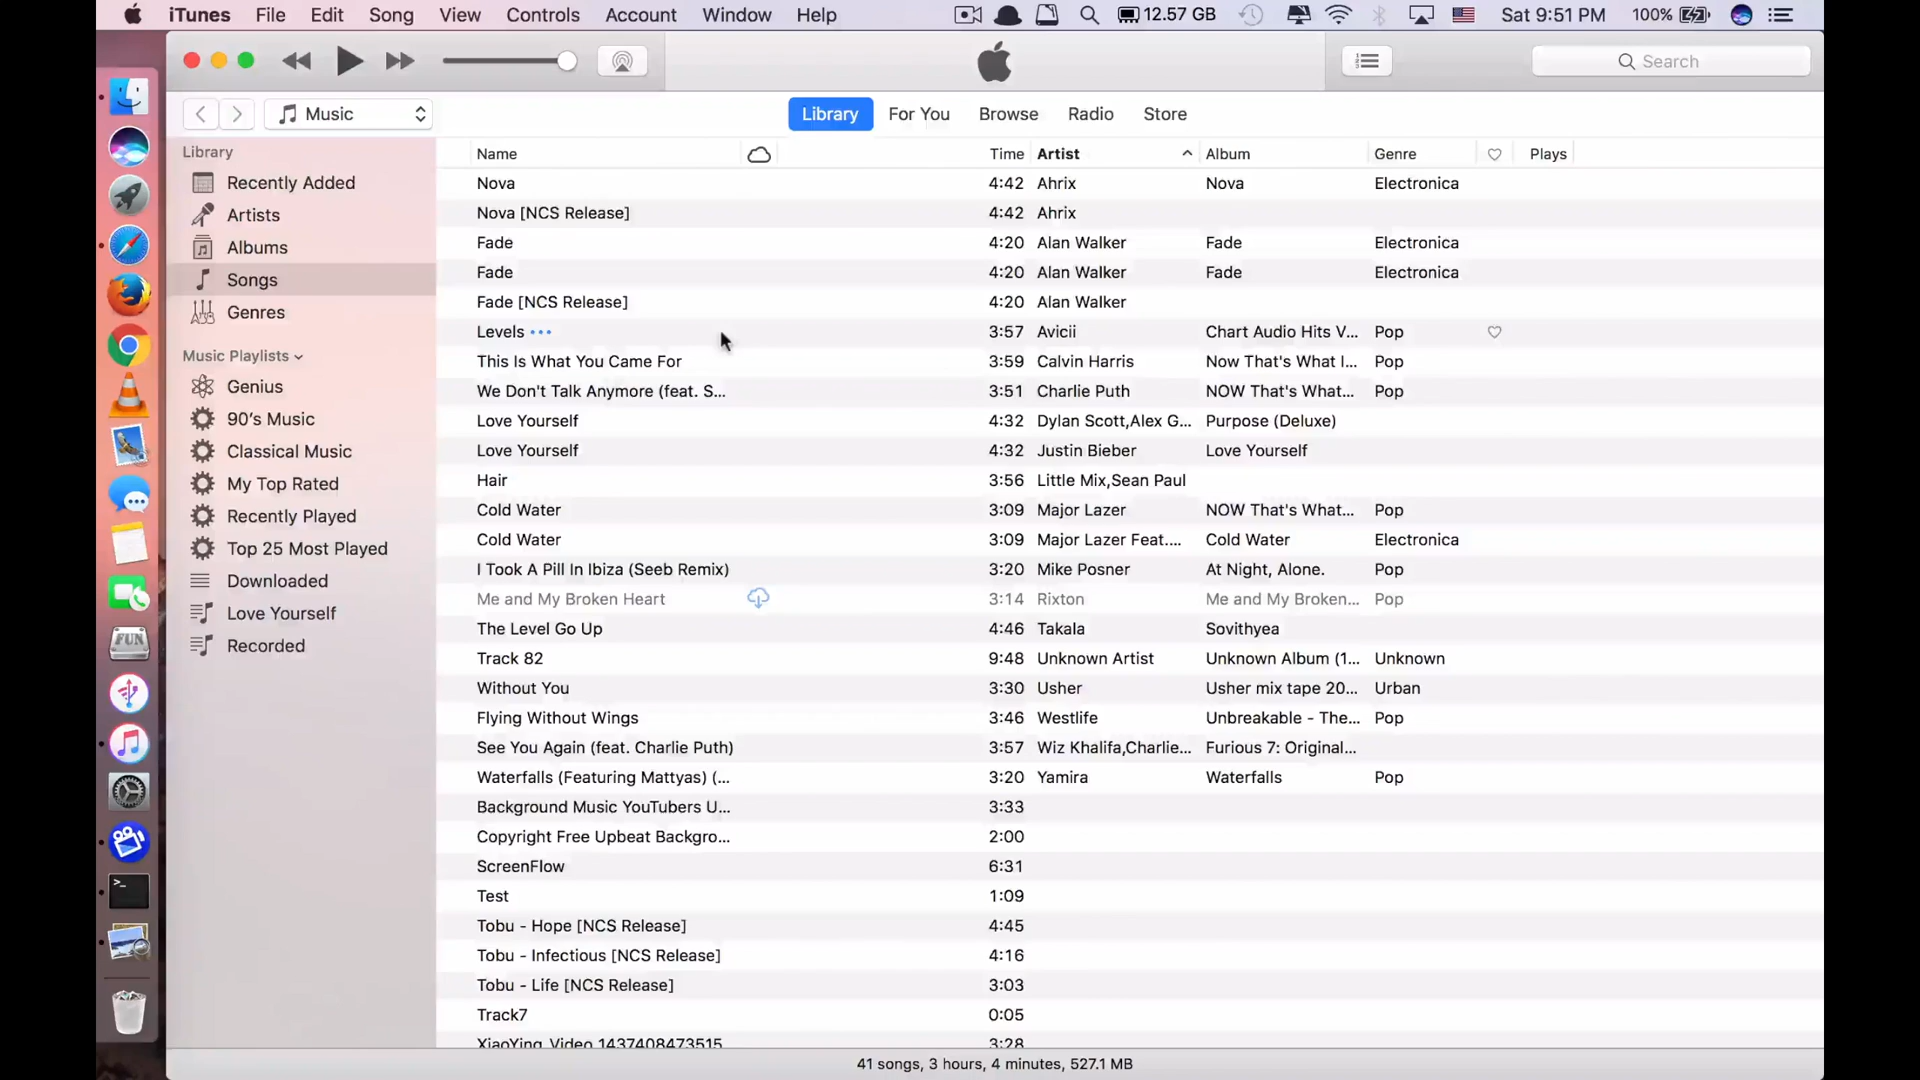 iTunes File Edit Song View Controls Account Window Help 12.57 GB Sat 9:51 PM 100%
Search
Music Library For You Browse Radio Store
Library
Recently Added
Artists
Albums
Songs
Genres
Music Playlists
Genius
90's Music
Classical Music
My Top Rated
Recently Played
Top 25 Most Played
Downloaded
Love Yourself
Recorded
FUN
Name Time Artist Album Genre Plays
Nova 4:42 Ahrix Nova Electronica
Nova [NCS Release] 4:42 Ahrix
Fade 4:20 Alan Walker Fade Electronica
Fade 4:20 Alan Walker Fade Electronica
Fade [NCS Release] 4:20 Alan Walker
Levels ••• 3:57 Avicii Chart Audio Hits V... Pop
This Is What You Came For 3:59 Calvin Harris Now That's What I... Pop
We Don't Talk Anymore (feat. S... 3:51 Charlie Puth NOW That's What... Pop
Love Yourself 4:32 Dylan Scott,Alex G... Purpose (Deluxe)
Love Yourself 4:32 Justin Bieber Love Yourself
Hair 3:56 Little Mix,Sean Paul
Cold Water 3:09 Major Lazer NOW That's What... Pop
Cold Water 3:09 Major Lazer Feat.... Cold Water Electronica
I Took A Pill In Ibiza (Seeb Remix) 3:20 Mike Posner At Night, Alone. Pop
Me and My Broken Heart 3:14 Rixton Me and My Broken... Pop
The Level Go Up 4:46 Takala Sovithyea
Track 82 9:48 Unknown Artist Unknown Album (1... Unknown
Without You 3:30 Usher Usher mix tape 20... Urban
Flying Without Wings 3:46 Westlife Unbreakable - The... Pop
See You Again (feat. Charlie Puth) 3:57 Wiz Khalifa,Charlie... Furious 7: Original...
Waterfalls (Featuring Mattyas) (... 3:20 Yamira Waterfalls Pop
Background Music YouTubers U... 3:33
Copyright Free Upbeat Backgro... 2:00
ScreenFlow 6:31
Test 1:09
Tobu - Hope [NCS Release] 4:45
Tobu - Infectious [NCS Release] 4:16
Tobu - Life [NCS Release] 3:03
Track7 0:05
XiaoYing_Video_1437408473515 3:28
41 songs, 3 hours, 4 minutes, 527.1 MB